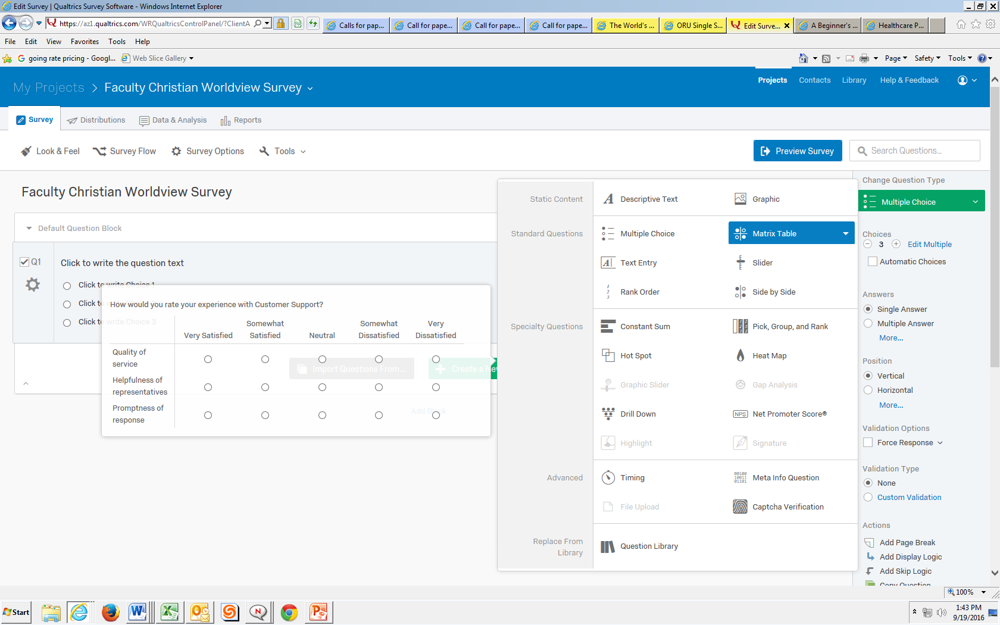 Edit Survey | Qualtrics Survey Software - Windows Internet Explorer
https://az1.qualtrics.com/WRQualtricsControlPanel/?ClientA
Calls for pap...
Call for pape...
Call for pape...
Call for pape...
The World's ...
ORU Single S...
Edit Surve...
A Beginner's ...
Healthcare P...
File Edit View Favorites Tools Help
going rate pricing - Googl...
Web Slice Gallery
Page Safety Tools
My Projects > Faculty Christian Worldview Survey
Projects Contacts Library Help & Feedback
Survey Distributions Data & Analysis Reports
Look & Feel Survey Flow Survey Options Tools
Preview Survey
Search Questions...
Faculty Christian Worldview Survey
Default Question Block
Q1
Click to write the question text
Click to write Choice 1
Click to
Click to write Choice 3
How would you rate your experience with Customer Support?
Very Satisfied
Somewhat Satisfied
Neutral
Somewhat Dissatisfied
Very Dissatisfied
Quality of
service
Helpfulness of
representatives
Promptness of
response
Import Questions From...
Create a New
Add Block
Static Content
Descriptive Text
Graphic
Standard Questions
Multiple Choice
Matrix Table
Text Entry
Slider
Rank Order
Side by Side
Specialty Questions
Constant Sum
Pick, Group, and Rank
Hot Spot
Heat Map
Graphic Slider
Gap Analysis
Drill Down
NPS Net Promoter Score®
Highlight
Signature
Advanced
Timing
Meta Info Question
File Upload
Captcha Verification
Replace From
Library
Question Library
Change Question Type
Multiple Choice
Choices
3 Edit Multiple
Automatic Choices
Answers
Single Answer
Multiple Answer
More...
Position
Vertical
Horizontal
More...
Validation Options
Force Response
Validation Type
None
Custom Validation
Actions
Add Page Break
Add Display Logic
Add Skip Logic
Copy Question
100%
Start
1:43 PM
9/19/2016